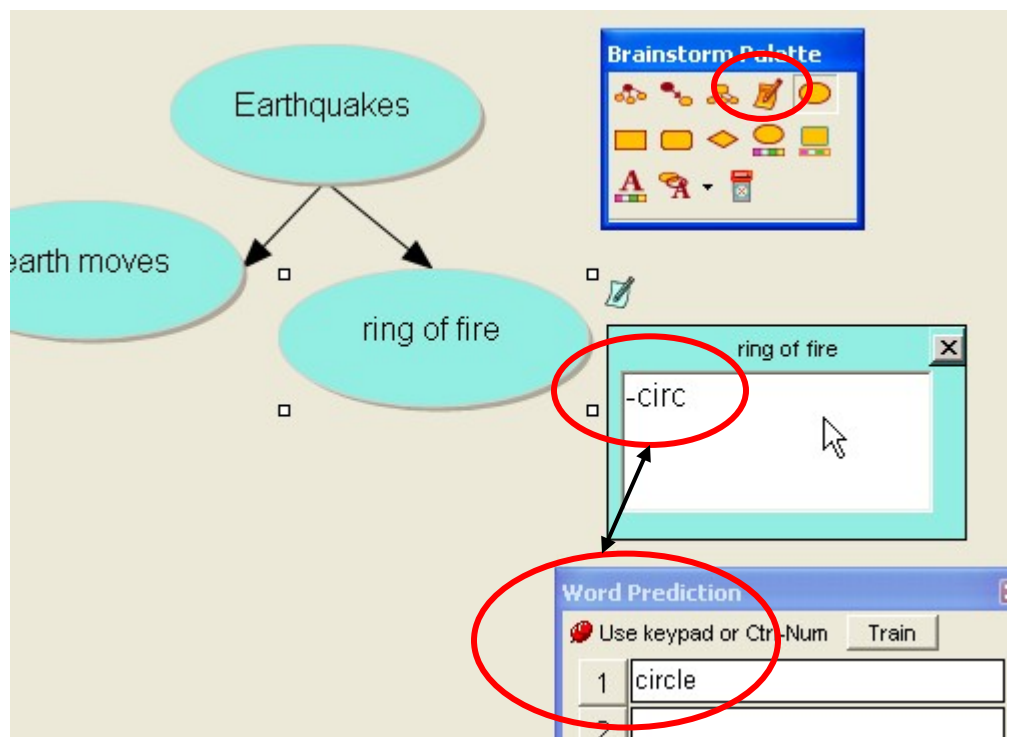 Brainstorm Palette
Earthquakes
earth moves
ring of fire
ring of fire
-circ
Word Prediction
Use keypad or Ctrl-Num Train
1 circle
2